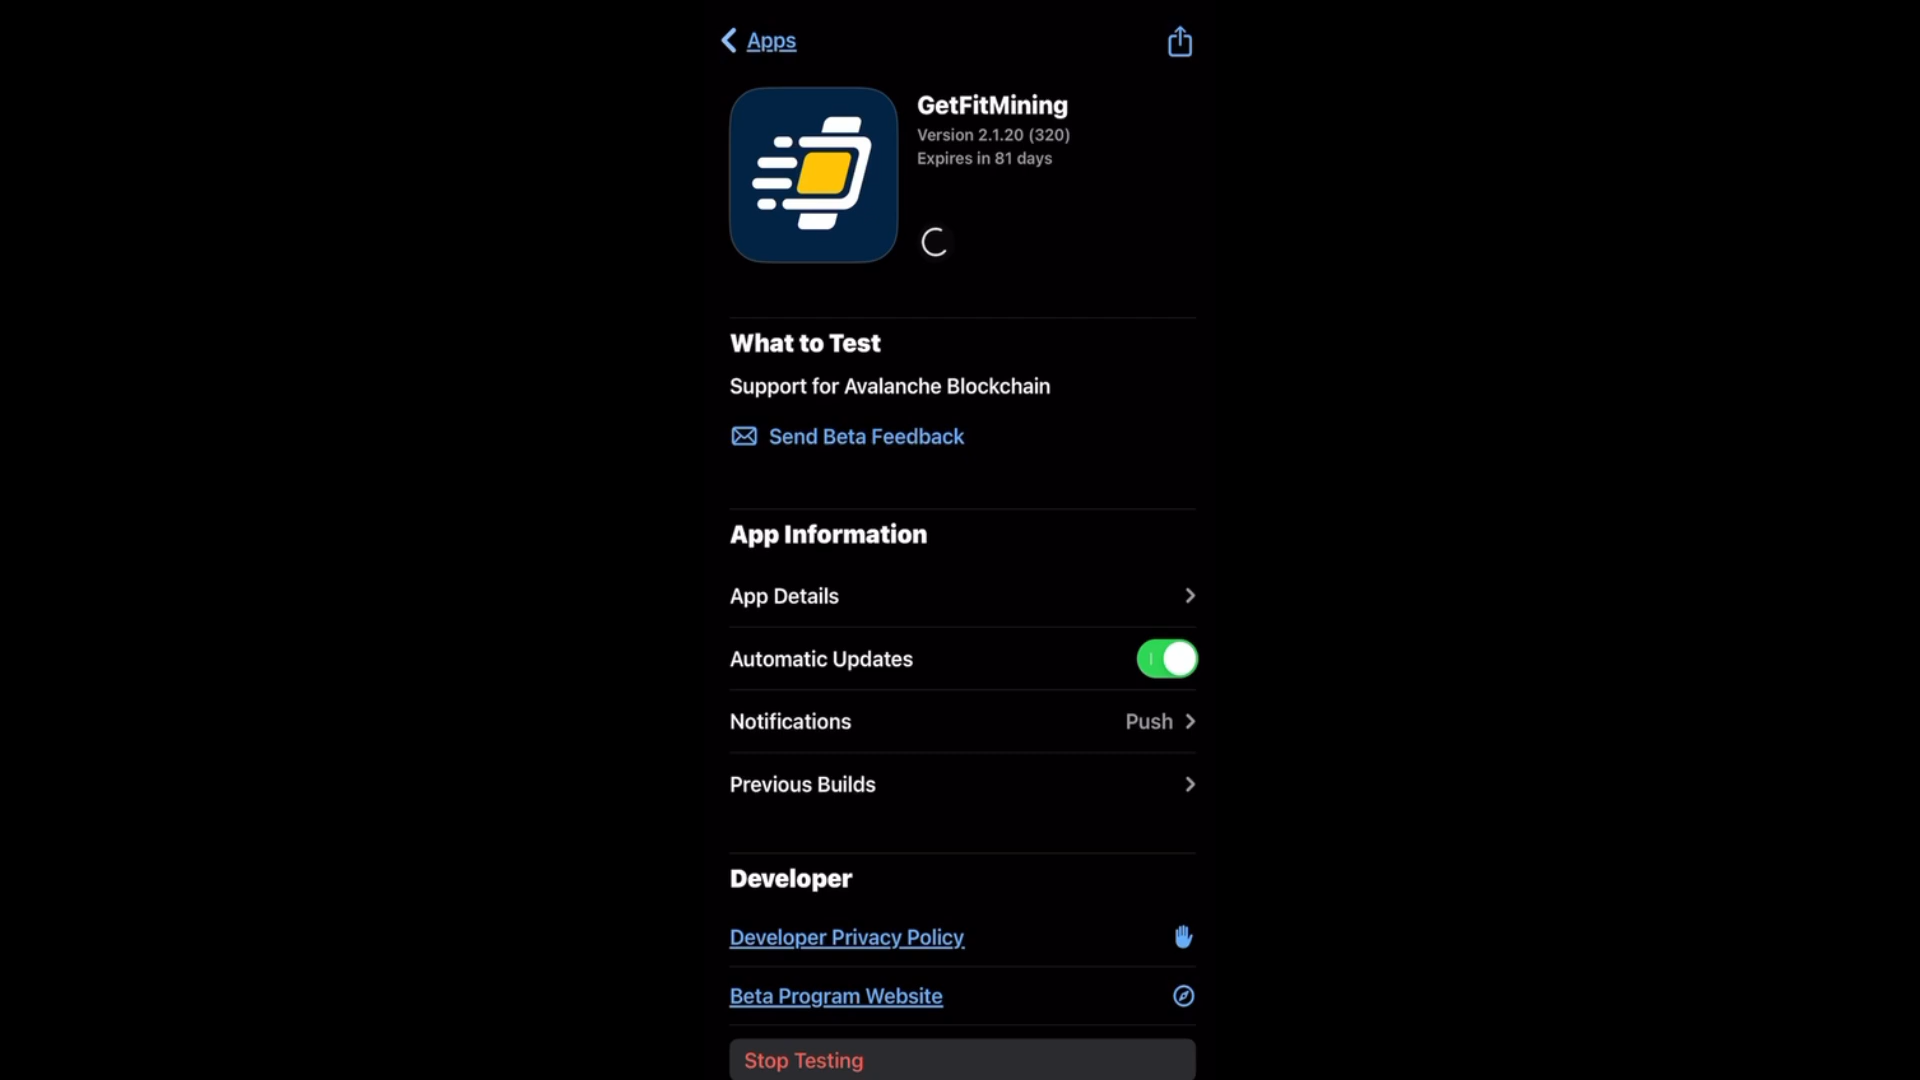 Apps
GetFitMining
Version 2.1.20 (320)
Expires in 81 days
What to Test
Support for Avalanche Blockchain
Send Beta Feedback
App Information
App Details
Automatic Updates
Notifications Push
Previous Builds
Developer
Developer Privacy Policy
Beta Program Website
Stop Testing